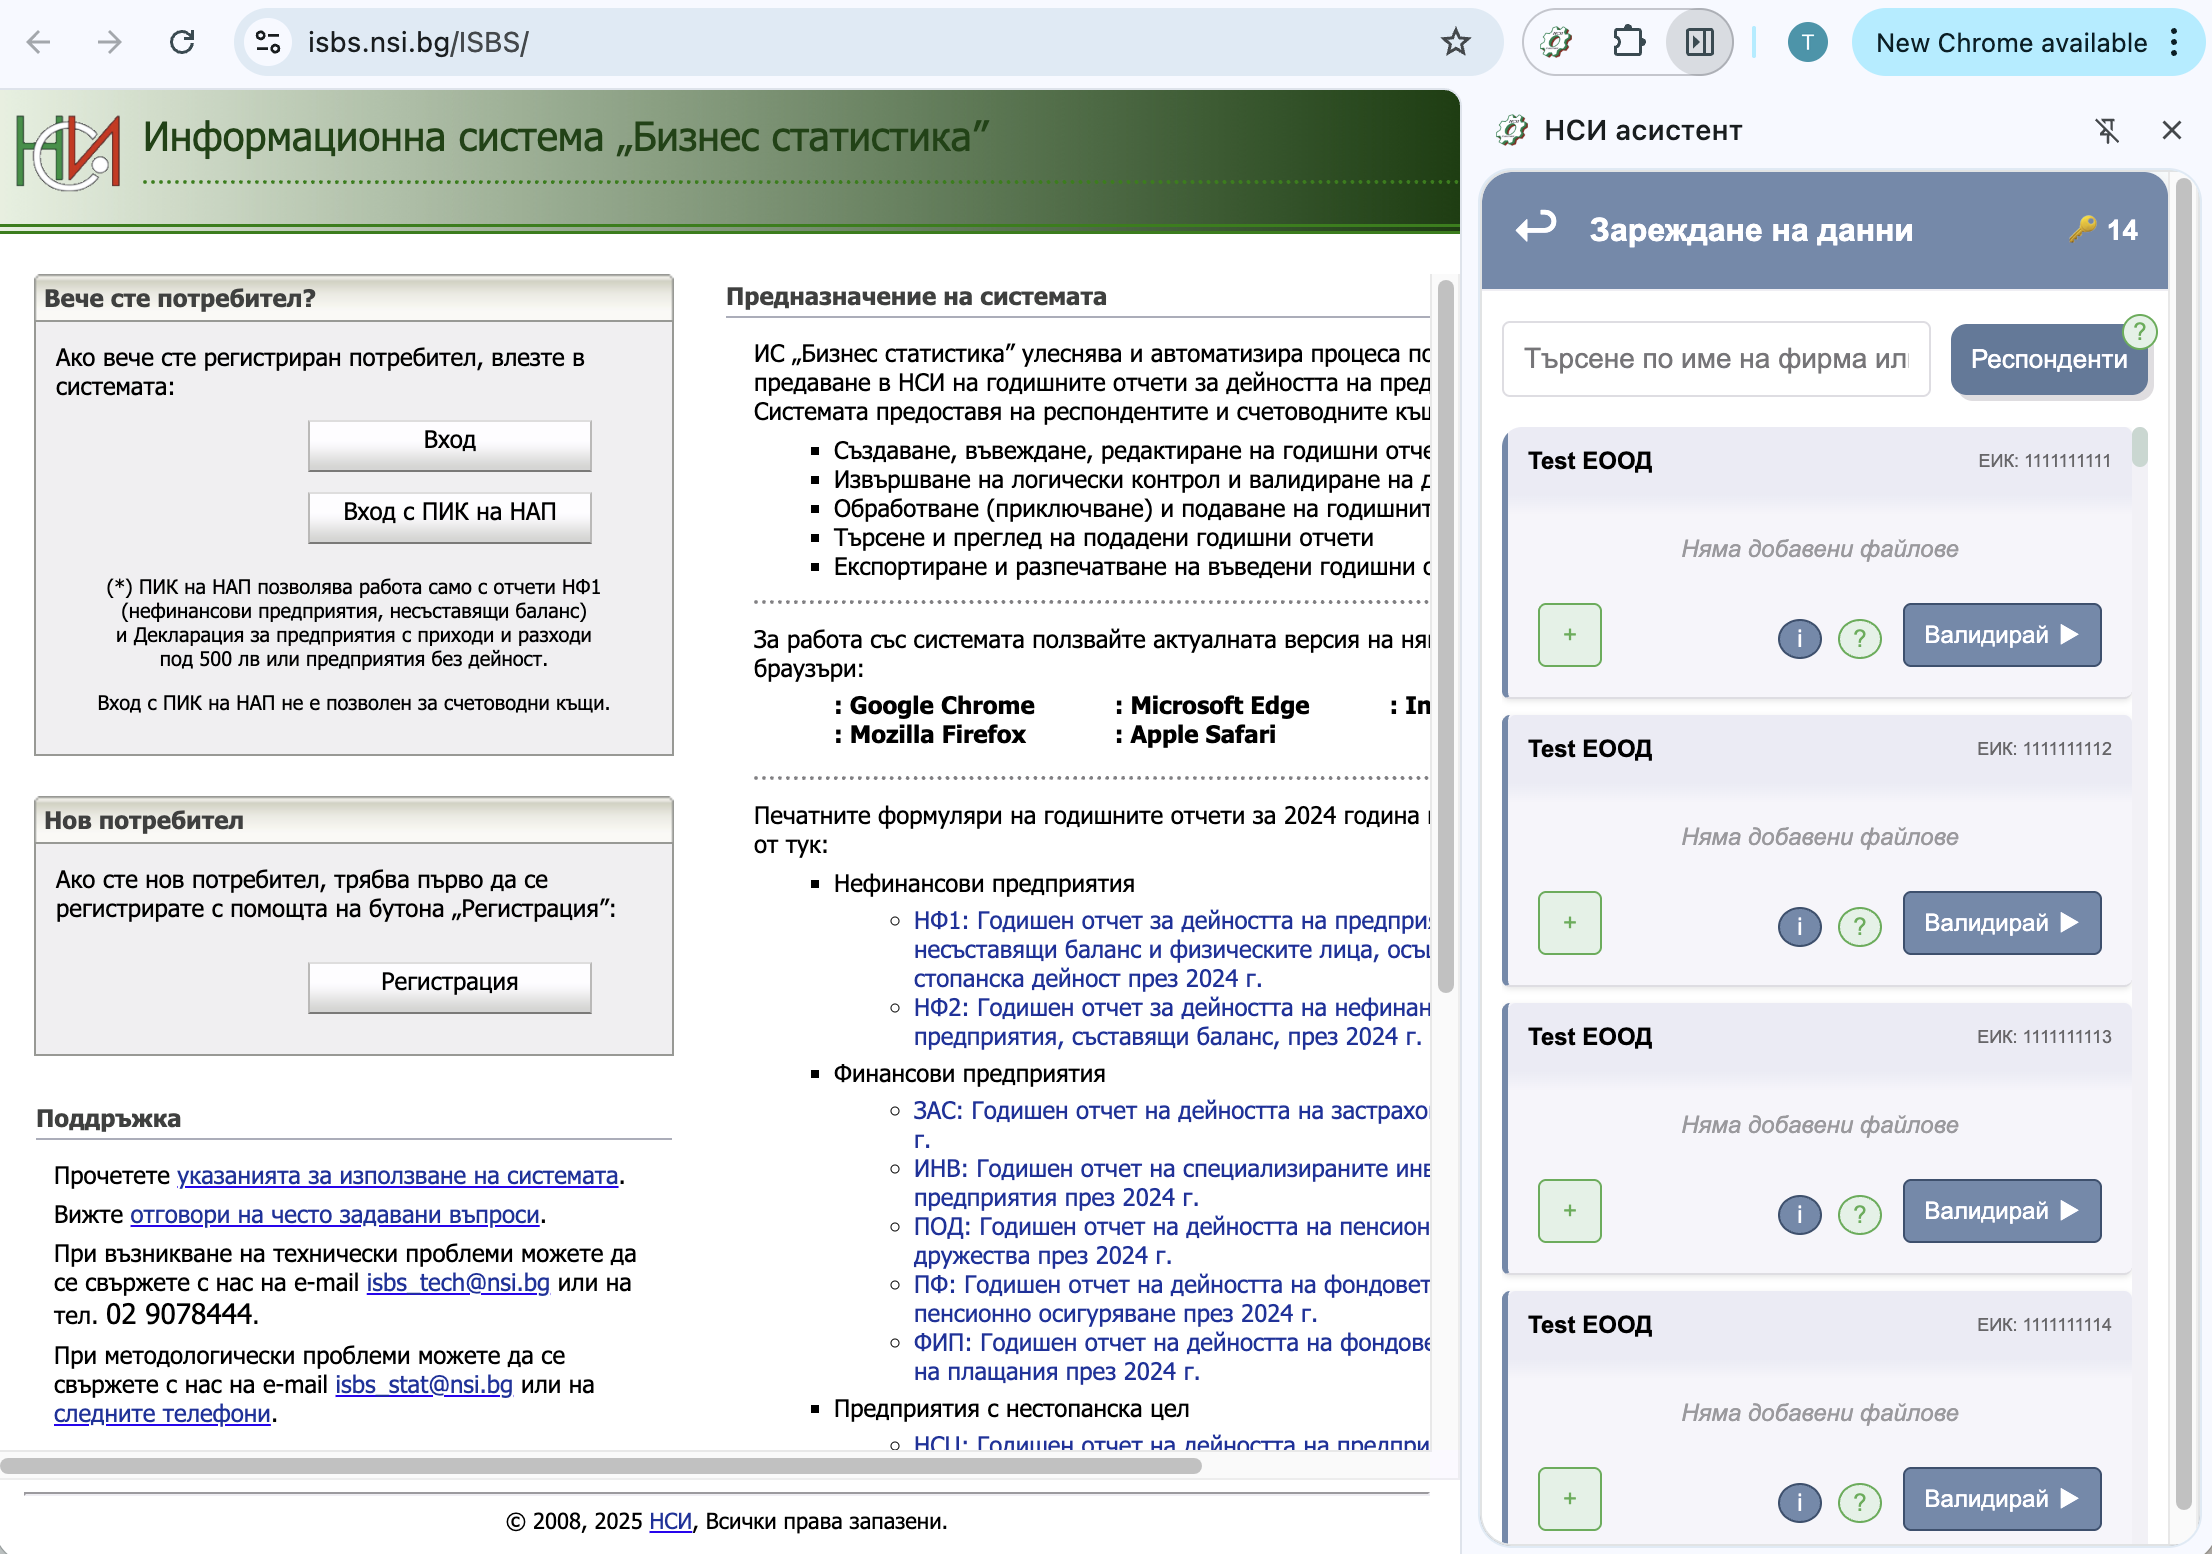 isbs.nsi.bg/ISBS/
T
New Chrome available
НСИ
Информационна система „Бизнес статистика”
Вече сте потребител?
Ако вече сте регистриран потребител, влезте в
системата:
Вход
Вход с ПИК на НАП
(*) ПИК на НАП позволява работа само с отчети НФ1
(нефинансови предприятия, несъставящи баланс)
и Декларация за предприятия с приходи и разходи
под 500 лв или предприятия без дейност.
Вход с ПИК на НАП не е позволен за счетоводни къщи.
Нов потребител
Ако сте нов потребител, трябва първо да се
регистрирате с помощта на бутона „Регистрация”:
Регистрация
Поддръжка
Прочетете указанията за използване на системата.
Вижте отговори на често задавани въпроси.
При възникване на технически проблеми можете да
се свържете с нас на e-mail isbs_tech@nsi.bg или на
тел. 02 9078444.
При методологически проблеми можете да се
свържете с нас на e-mail isbs_stat@nsi.bg или на
следните телефони.
Предназначение на системата
ИС „Бизнес статистика” улеснява и автоматизира процеса
предаване в НСИ на годишните отчети за дейността на
Системата предоставя на респондентите и счетоводните
Създаване, въвеждане, редактиране на годишни
Извършване на логически контрол и валидиране на
Обработване (приключване) и подаване на
Търсене и преглед на подадени годишни отчети
Експортиране и разпечатване на въведени годишни
За работа със системата ползвайте актуалната версия на
браузъри:
: Google Chrome : Microsoft Edge
: Mozilla Firefox : Apple Safari
Печатните формуляри на годишните отчети за 2024 година
от тук:
Нефинансови предприятия
НФ1: Годишен отчет за дейността на
несъставящи баланс и физическите лица,
стопанска дейност през 2024 г.
НФ2: Годишен отчет за дейността на
предприятия, съставящи баланс, през 2024 г.
Финансови предприятия
ЗАС: Годишен отчет на дейността на
г.
ИНВ: Годишен отчет на специализираните
предприятия през 2024 г.
ПОД: Годишен отчет на дейността на
дружества през 2024 г.
ПФ: Годишен отчет на дейността на
пенсионно осигуряване през 2024 г.
ФИП: Годишен отчет на дейността на
на плащания през 2024 г.
Предприятия с нестопанска цел
НСЦ: Годишен отчет на дейността на
© 2008, 2025 НСИ, Всички права запазени.
НСИ асистент
Зареждане на данни 14
Търсене по име на фирма
Респонденти ?
Test ЕООД ЕИК: 1111111111
Няма добавени файлове
+ i ? Валидирай
Test ЕООД ЕИК: 1111111112
Няма добавени файлове
+ i ? Валидирай
Test ЕООД ЕИК: 1111111113
Няма добавени файлове
+ i ? Валидирай
Test ЕООД ЕИК: 1111111114
Няма добавени файлове
+ i ? Валидирай